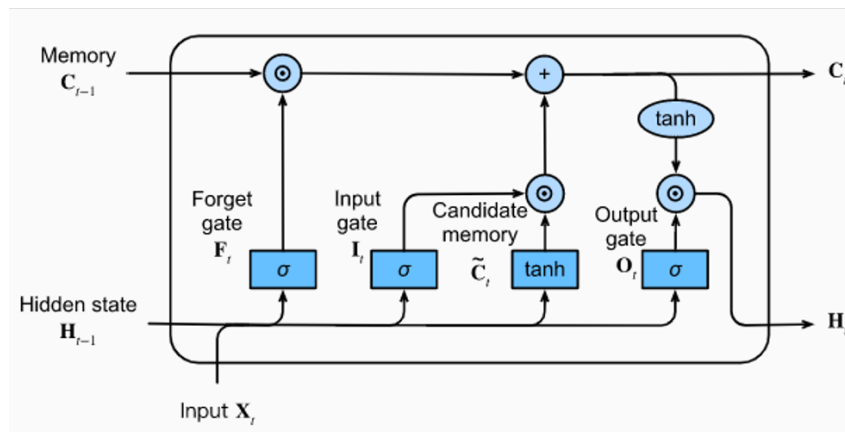 Memory
C_{t-1}
⊙
+
C_t
tanh
Forget
gate
F_t
Input
gate
I_t
⊙
Candidate
memory
C̃_t
Output
gate
O_t
⊙
σ
σ
tanh
σ
Hidden state
H_{t-1}
H_t
Input X_t